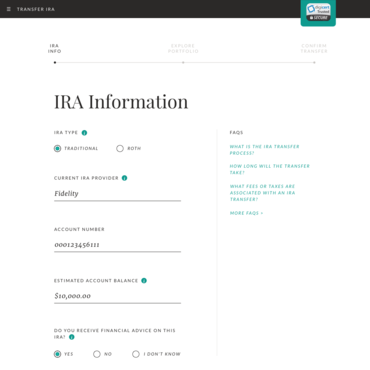 TRANSFER IRA
SECURE
IRA
INFO
EXPLORE
PORTFOLIO
CONFIRM
TRANSFER
IRA Information
IRA TYPE
TRADITIONAL
ROTH
CURRENT IRA PROVIDER
Fidelity
ACCOUNT NUMBER
000123456111
ESTIMATED ACCOUNT BALANCE
$10,000.00
DO YOU RECEIVE FINANCIAL ADVICE ON THIS
IRA?
YES
NO
I DON'T KNOW
FAQS
WHAT IS THE IRA TRANSFER
PROCESS?
HOW LONG WILL THE TRANSFER
TAKE?
WHAT FEES OR TAXES ARE
ASSOCIATED WITH AN IRA
TRANSFER?
MORE FAQS >